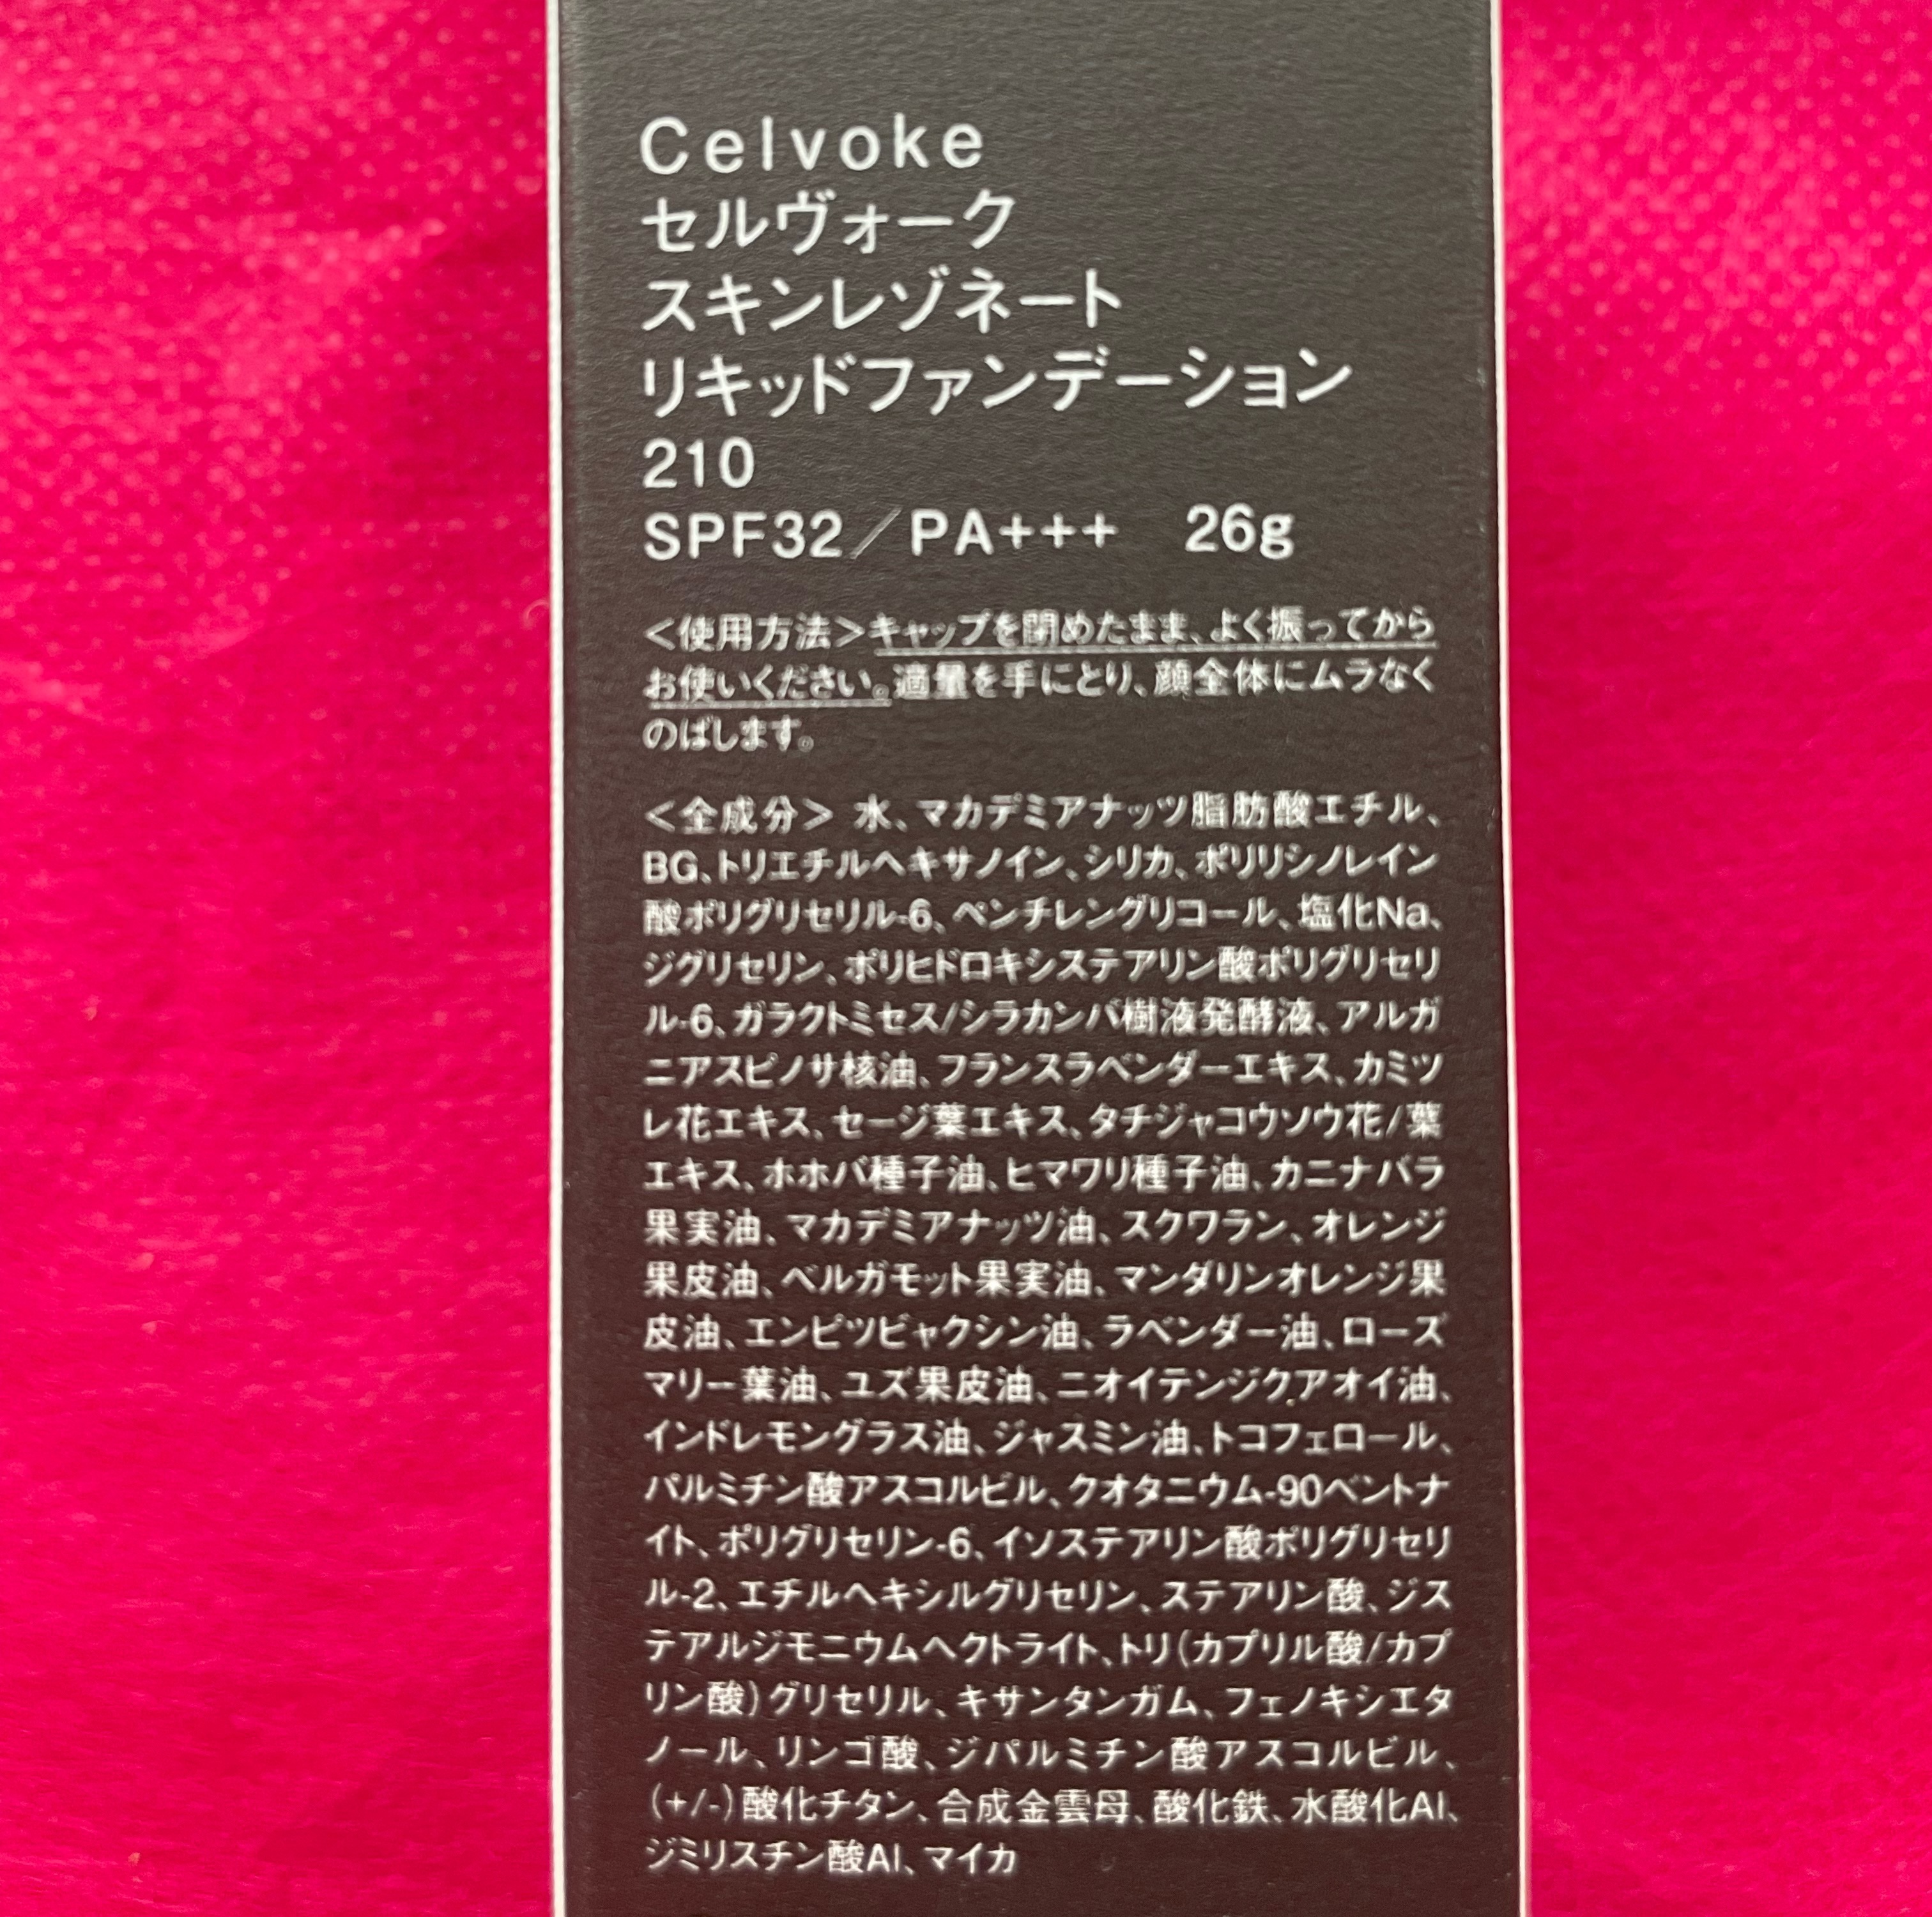 Celvoke
セルヴォーク
スキンレゾネート
リキッドファンデーション
210
SPF32／PA+++　26g
＜使用方法＞キャップを閉めたまま、よく振ってから
お使いください。適量を手にとり、顔全体にムラなく
のばします。
＜全成分＞ 水、マカデミアナッツ脂肪酸エチル、
BG、トリエチルヘキサノイン、シリカ、ポリリシノレイン
酸ポリグリセリル-6、ペンチレングリコール、塩化Na、
ジグリセリン、ポリヒドロキシステアリン酸ポリグリセリ
ル-6、ガラクトミセス/シラカンバ樹液発酵液、アルガ
ニアスピノサ核油、フランスラベンダーエキス、カミツ
レ花エキス、セージ葉エキス、タチジャコウソウ花/葉
エキス、ホホバ種子油、ヒマワリ種子油、カニナバラ
果実油、マカデミアナッツ油、スクワラン、オレンジ
果皮油、ベルガモット果実油、マンダリンオレンジ果
皮油、エンピツビャクシン油、ラベンダー油、ローズ
マリー葉油、ユズ果皮油、ニオイテンジクアオイ油、
インドレモングラス油、ジャスミン油、トコフェロール、
パルミチン酸アスコルビル、クオタニウム-90ベントナ
イト、ポリグリセリン-6、イソステアリン酸ポリグリセリ
ル-2、エチルヘキシルグリセリン、ステアリン酸、ジス
テアルジモニウムヘクトライト、トリ(カプリル酸/カプ
リン酸)グリセリル、キサンタンガム、フェノキシエタ
ノール、リンゴ酸、ジパルミチン酸アスコルビル、
(+/-)酸化チタン、合成金雲母、酸化鉄、水酸化Al、
ジミリスチン酸Al、マイカ